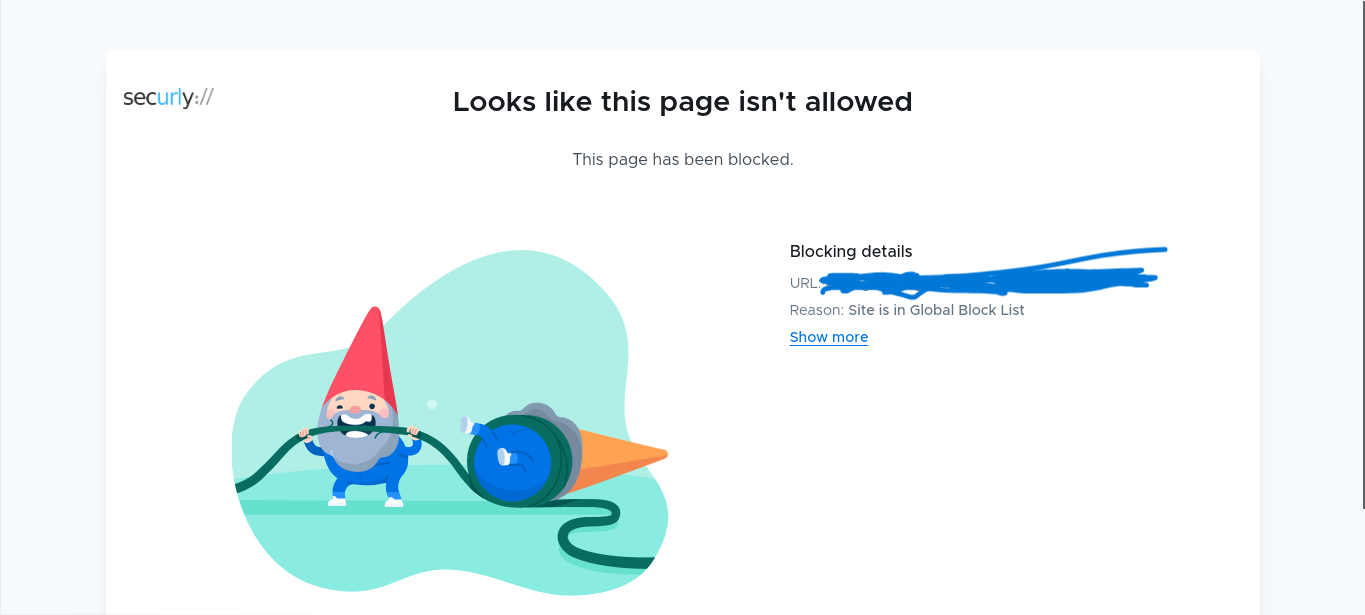 securly://
Looks like this page isn't allowed
This page has been blocked.
Blocking details
URL:
Reason: Site is in Global Block List
Show more